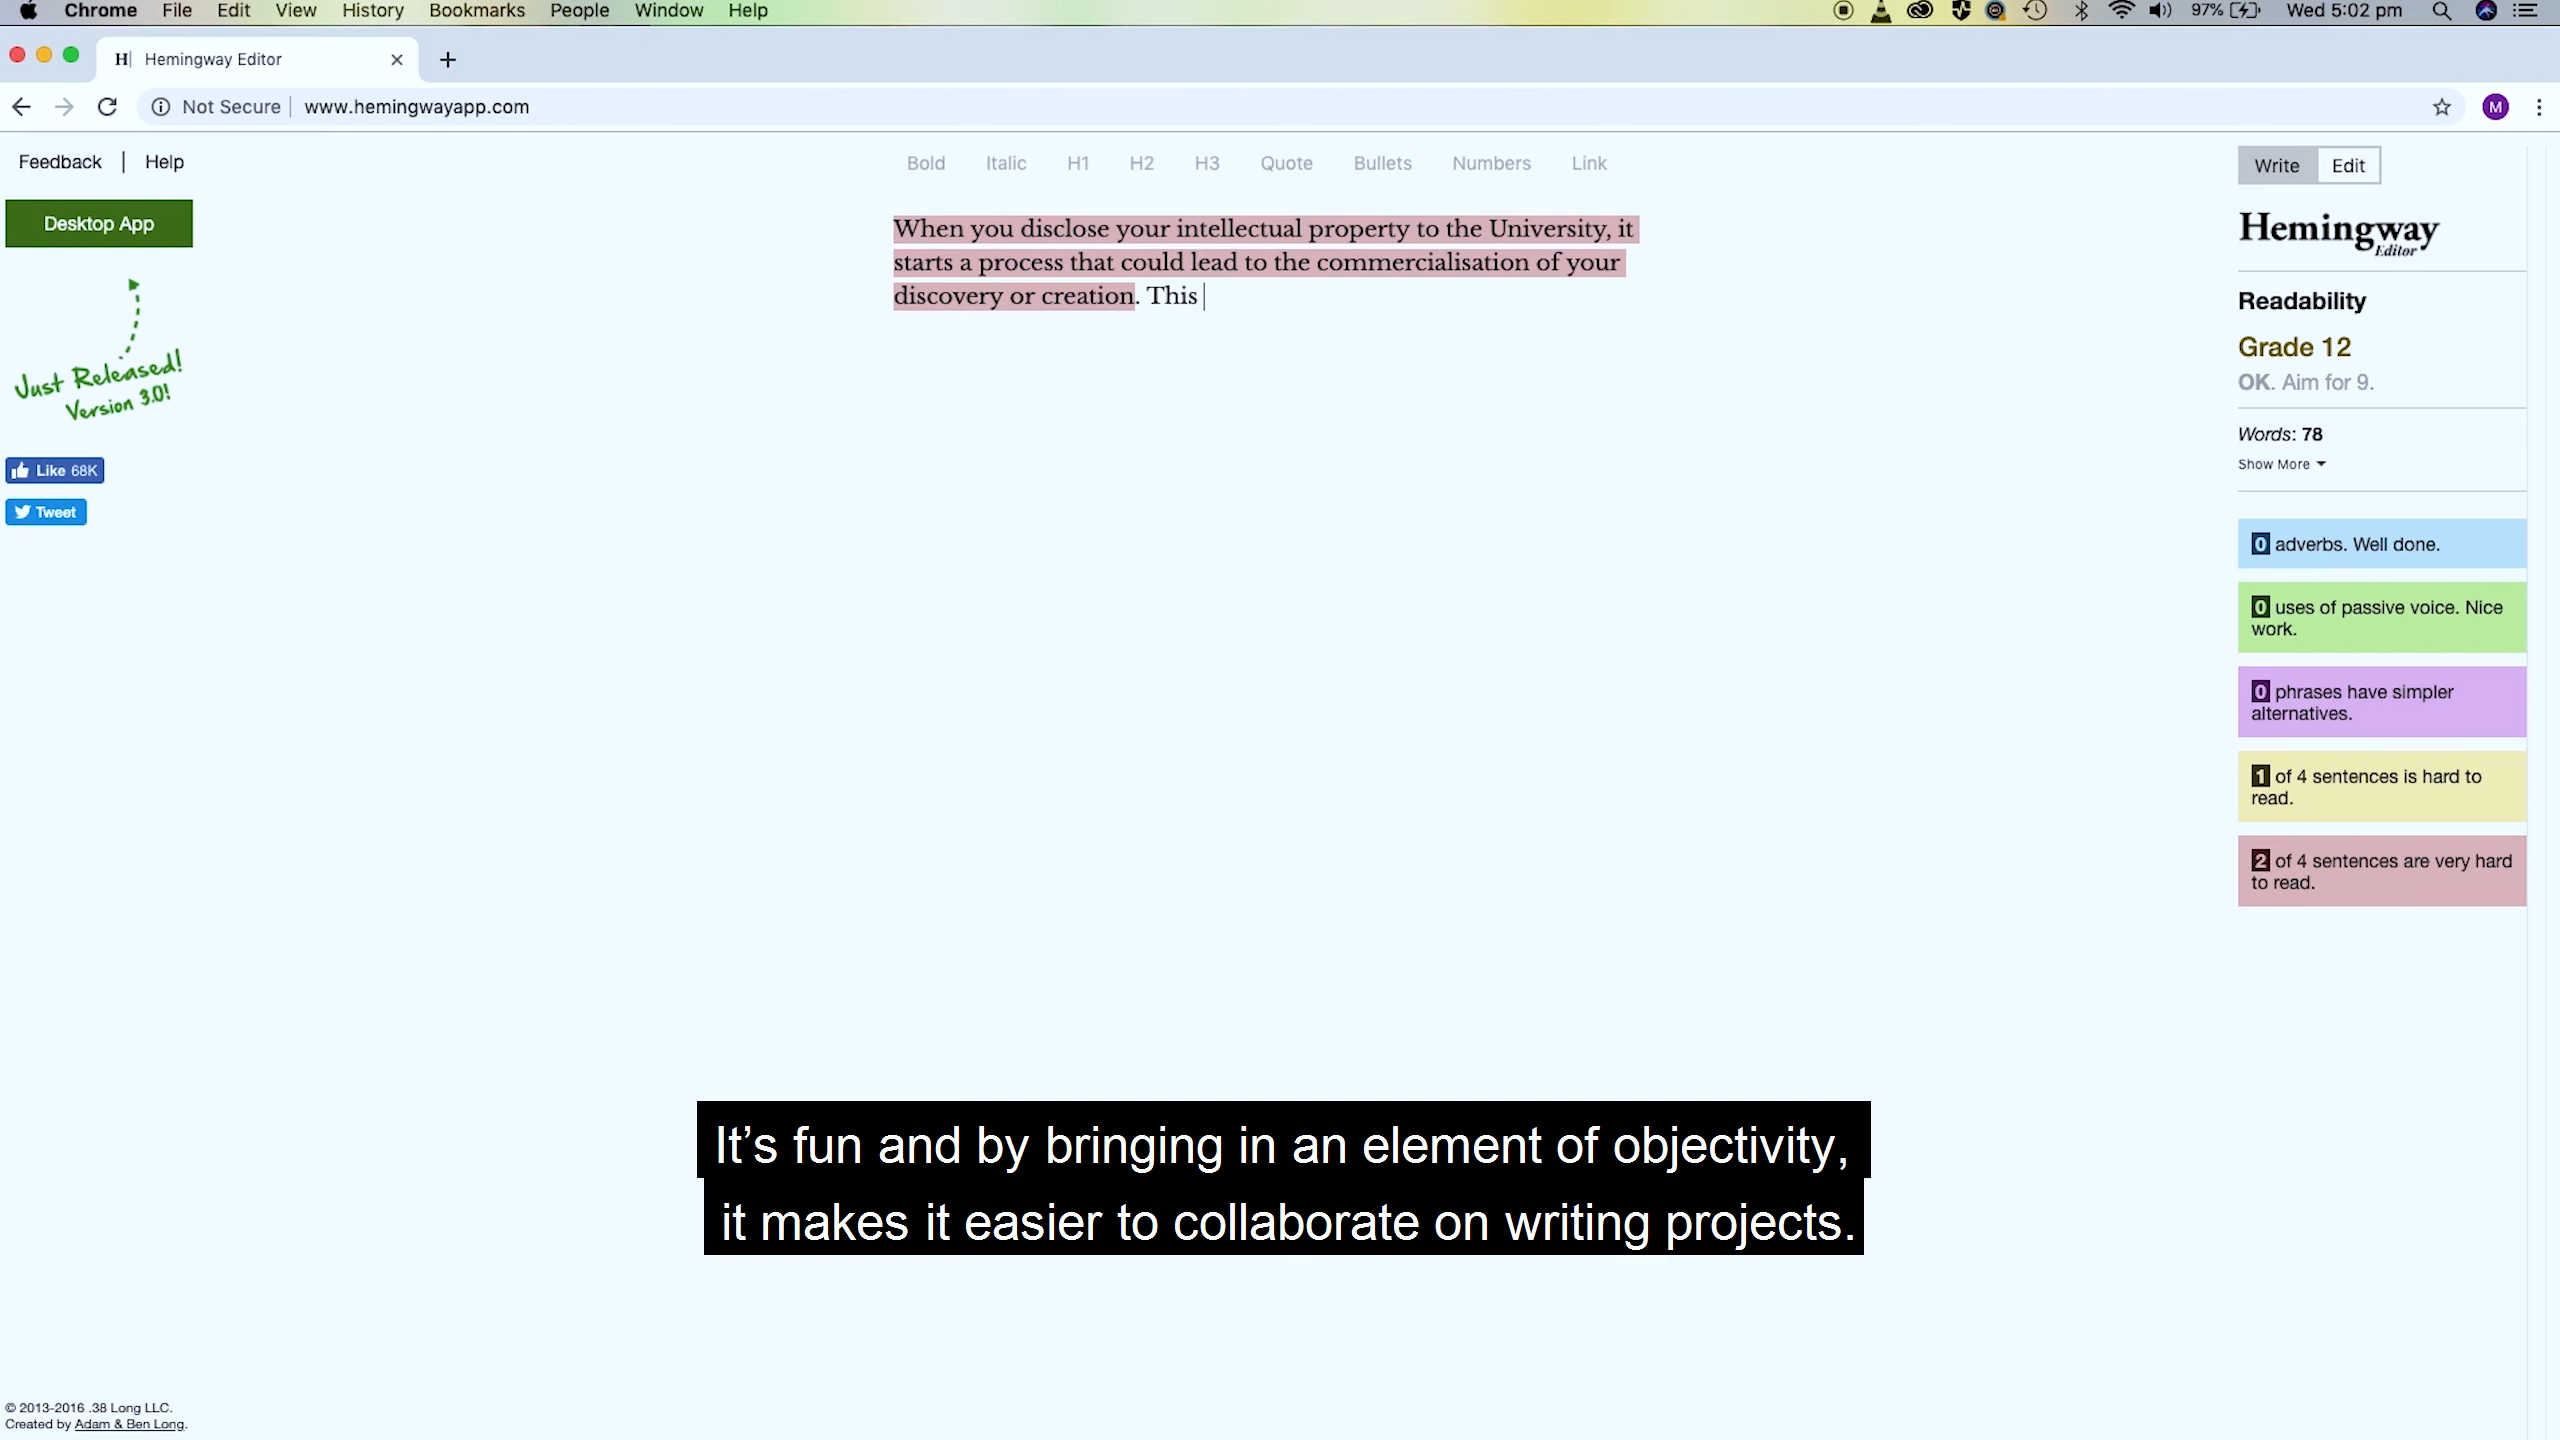 Chrome File Edit View History Bookmarks People Window Help 97% Wed 5:02 pm
H Hemingway Editor
Not Secure www.hemingwayapp.com M
Feedback | Help
Bold Italic H1 H2 H3 Quote Bullets Numbers Link
Write Edit
Desktop App
Just Released!
Version 3.0!
Like 68K
Tweet
When you disclose your intellectual property to the University, it
starts a process that could lead to the commercialisation of your
discovery or creation. This
Hemingway
Editor
Readability
Grade 12
OK. Aim for 9.
Words: 78
Show More
0 adverbs. Well done.
0 uses of passive voice. Nice
work.
0 phrases have simpler
alternatives.
1 of 4 sentences is hard to
read.
2 of 4 sentences are very hard
to read.
It’s fun and by bringing in an element of objectivity,
it makes it easier to collaborate on writing projects.
© 2013-2016 .38 Long LLC.
Created by Adam & Ben Long.